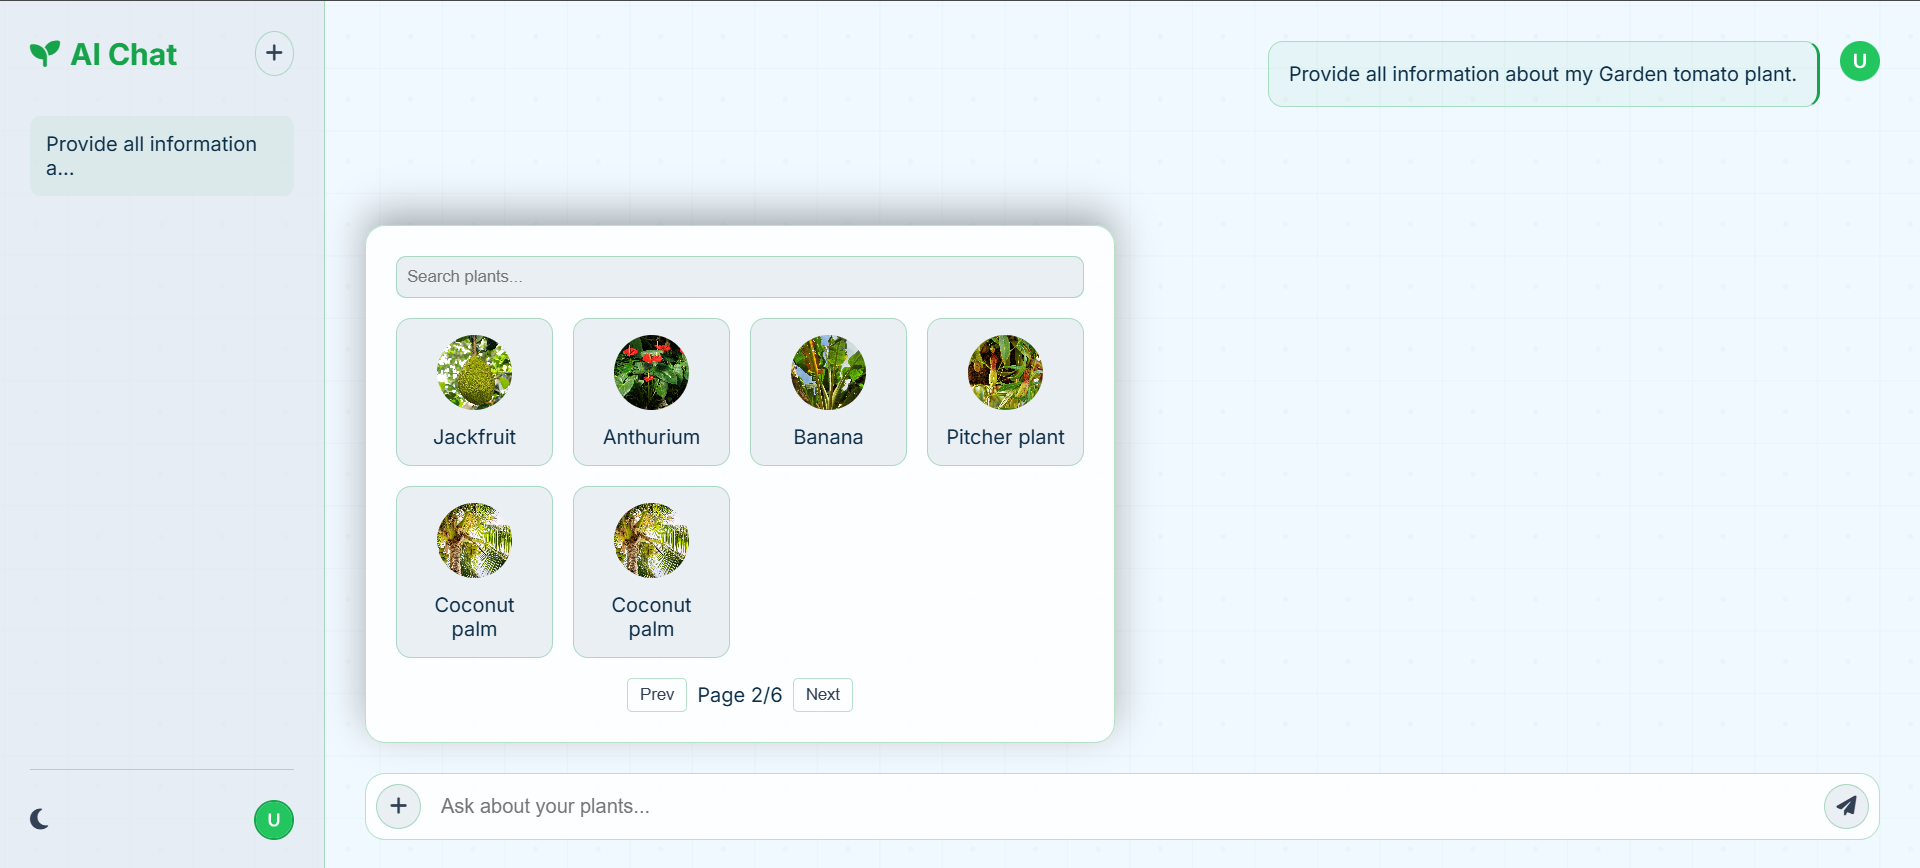 AI Chat
Provide all information
a...
U
Provide all information about my Garden tomato plant.
U
Search plants...
Jackfruit
Anthurium
Banana
Pitcher plant
Coconut
palm
Coconut
palm
Prev
Page 2/6
Next
Ask about your plants...